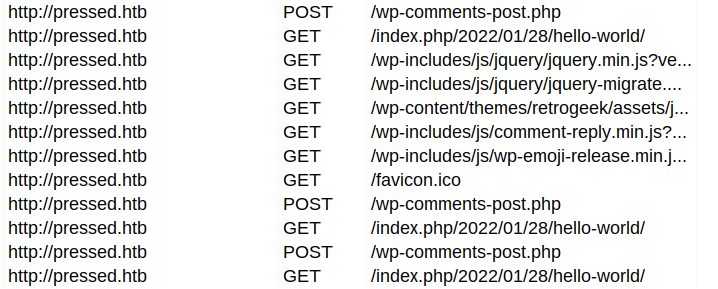 http://pressed.htb POST /wp-comments-post.php
http://pressed.htb GET /index.php/2022/01/28/hello-world/
http://pressed.htb GET /wp-includes/js/jquery/jquery.min.js?ve...
http://pressed.htb GET /wp-includes/js/jquery/jquery-migrate....
http://pressed.htb GET /wp-content/themes/retrogeek/assets/j...
http://pressed.htb GET /wp-includes/js/comment-reply.min.js?...
http://pressed.htb GET /wp-includes/js/wp-emoji-release.min.j...
http://pressed.htb GET /favicon.ico
http://pressed.htb POST /wp-comments-post.php
http://pressed.htb GET /index.php/2022/01/28/hello-world/
http://pressed.htb POST /wp-comments-post.php
http://pressed.htb GET /index.php/2022/01/28/hello-world/